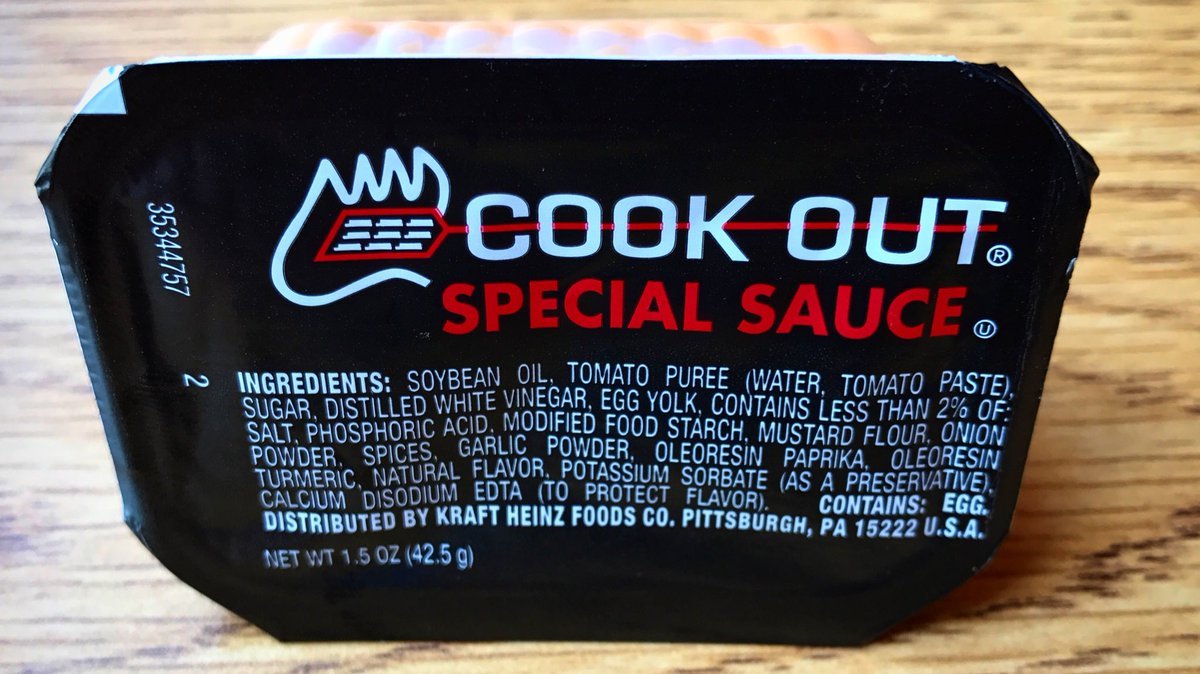 COOK OUT®
SPECIAL SAUCE Ⓤ
35344757
2
INGREDIENTS: SOYBEAN OIL, TOMATO PUREE (WATER, TOMATO PASTE),
SUGAR, DISTILLED WHITE VINEGAR, EGG YOLK, CONTAINS LESS THAN 2% OF:
SALT, PHOSPHORIC ACID, MODIFIED FOOD STARCH, MUSTARD FLOUR, ONION
POWDER, SPICES, GARLIC POWDER, OLEORESIN PAPRIKA, OLEORESIN
TURMERIC, NATURAL FLAVOR, POTASSIUM SORBATE (AS A PRESERVATIVE),
CALCIUM DISODIUM EDTA (TO PROTECT FLAVOR). CONTAINS: EGG.
DISTRIBUTED BY KRAFT HEINZ FOODS CO. PITTSBURGH, PA 15222 U.S.A.
NET WT 1.5 OZ (42.5 g)